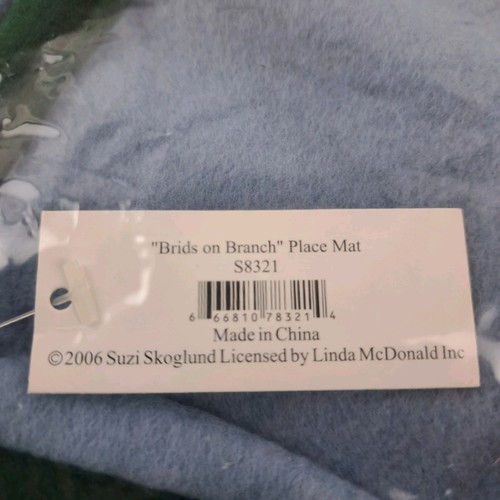 "Brids on Branch" Place Mat
S8321
6 66810 78321 4
Made in China
©2006 Suzi Skoglund Licensed by Linda McDonald Inc